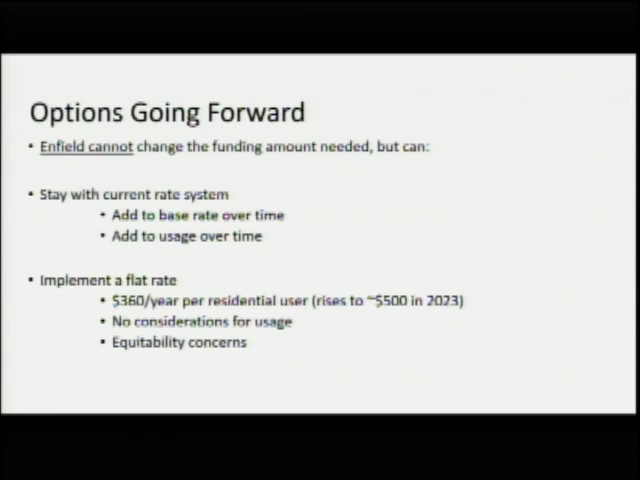 Options Going Forward
• Enfield cannot change the funding amount needed, but can:
• Stay with current rate system
• Add to base rate over time
• Add to usage over time
• Implement a flat rate
• $360/year per residential user (rises to ~$500 in 2023)
• No considerations for usage
• Equitability concerns